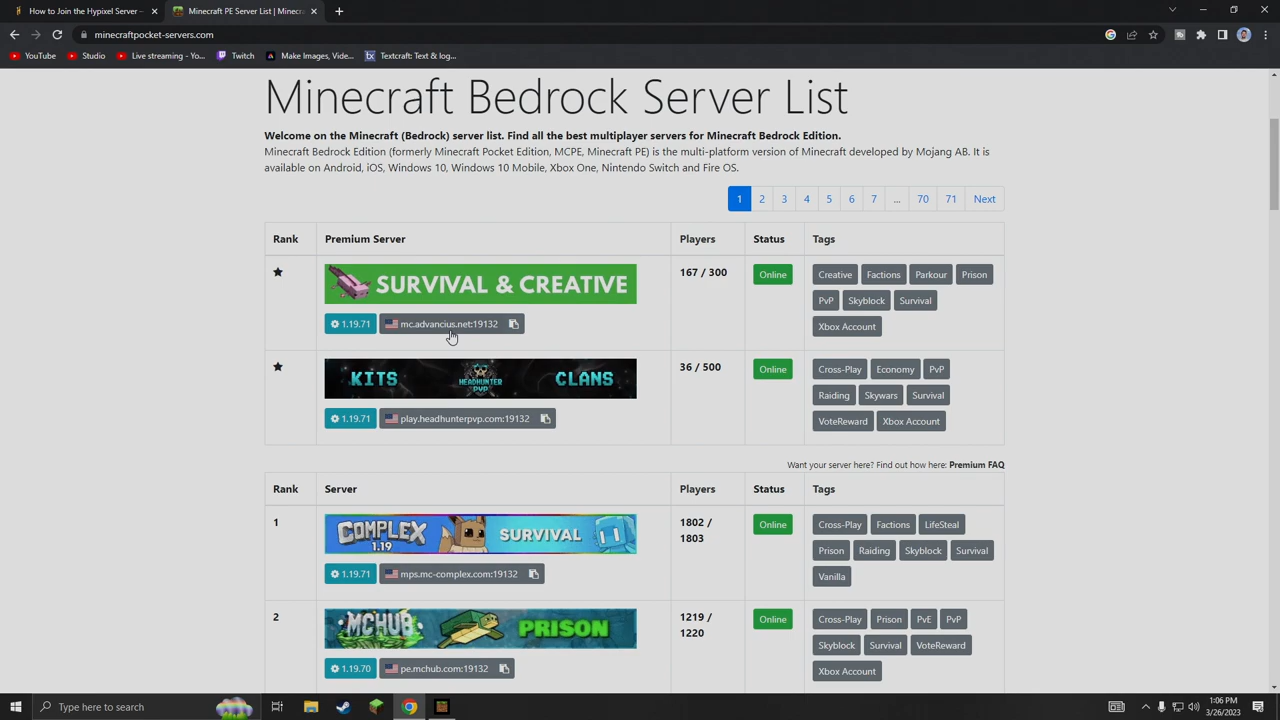 How to Join the Hypixel Server –
Minecraft PE Server List | Minecraft
minecraftpocket-servers.com
YouTube
Studio
Live streaming - YouT...
Twitch
Make Images, Vide...
Textcraft: Text & log...
Minecraft Bedrock Server List
Welcome on the Minecraft (Bedrock) server list. Find all the best multiplayer servers for Minecraft Bedrock Edition.
Minecraft Bedrock Edition (formerly Minecraft Pocket Edition, MCPE, Minecraft PE) is the multi-platform version of Minecraft developed by Mojang AB. It is
available on Android, iOS, Windows 10, Windows 10 Mobile, Xbox One, Nintendo Switch and Fire OS.
1 2 3 4 5 6 7 ... 70 71 Next
Rank Premium Server Players Status Tags
SURVIVAL & CREATIVE
1.19.71 mc.advancius.net:19132
167 / 300
Online
Creative Factions Parkour Prison
PvP Skyblock Survival
Xbox Account
KITS HEADHUNTER PVP CLANS
1.19.71 play.headhunterpvp.com:19132
36 / 500
Online
Cross-Play Economy PvP
Raiding Skywars Survival
VoteReward Xbox Account
Want your server here? Find out how here: Premium FAQ
Rank Server Players Status Tags
1
COMPLEX 1.19 SURVIVAL
1.19.71 mps.mc-complex.com:19132
1802 /
1803
Online
Cross-Play Factions LifeSteal
Prison Raiding Skyblock Survival
Vanilla
2
MCHUB PRISON
1.19.70 pe.mchub.com:19132
1219 /
1220
Online
Cross-Play Prison PvE PvP
Skyblock Survival VoteReward
Xbox Account
Type here to search
1:06 PM
3/26/2023